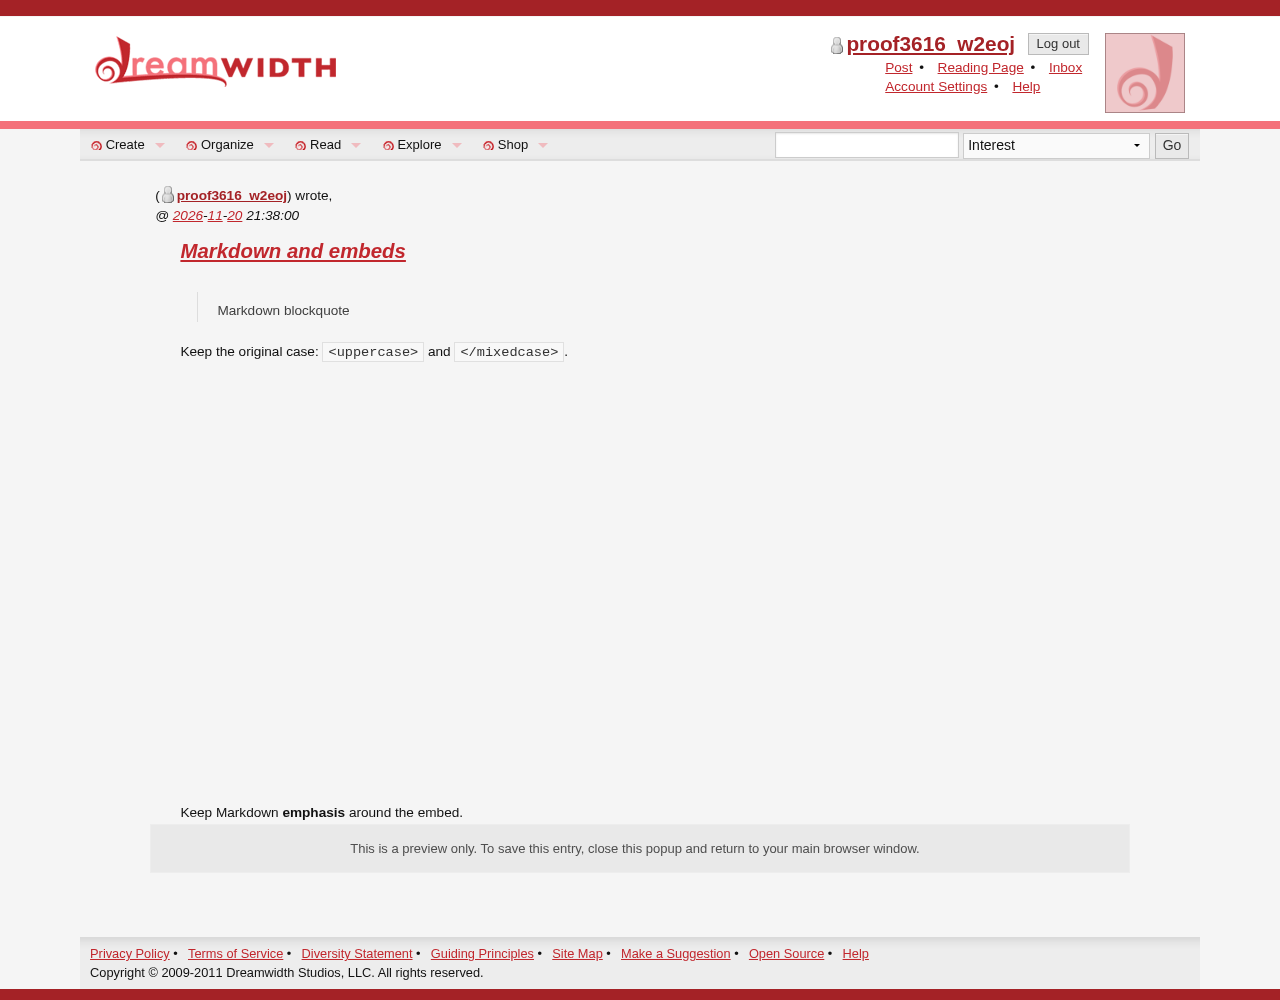 dreamWIDTH
proof3616_w2eoj Log out
Post • Reading Page • Inbox
Account Settings • Help
Create Organize Read Explore Shop Interest Go
(proof3616_w2eoj) wrote,
@ 2026-11-20 21:38:00
Markdown and embeds
Markdown blockquote
Keep the original case: <uppercase> and </mixedcase>.
Keep Markdown emphasis around the embed.
This is a preview only. To save this entry, close this popup and return to your main browser window.
Privacy Policy • Terms of Service • Diversity Statement • Guiding Principles • Site Map • Make a Suggestion • Open Source • Help
Copyright © 2009-2011 Dreamwidth Studios, LLC. All rights reserved.